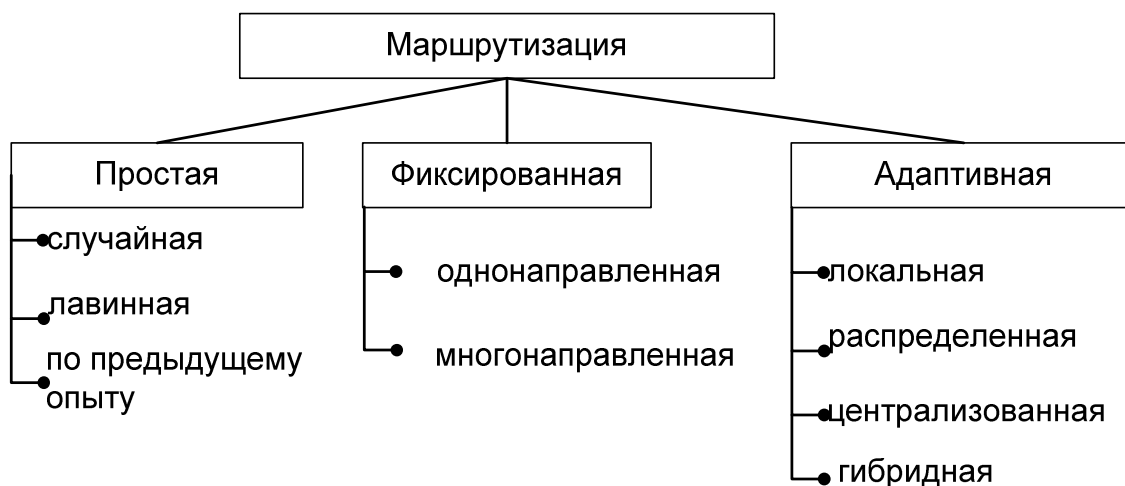 Маршрутизация
Простая
случайная
лавинная
по предыдущему
опыту
Фиксированная
однонаправленная
многонаправленная
Адаптивная
локальная
распределенная
централизованная
гибридная